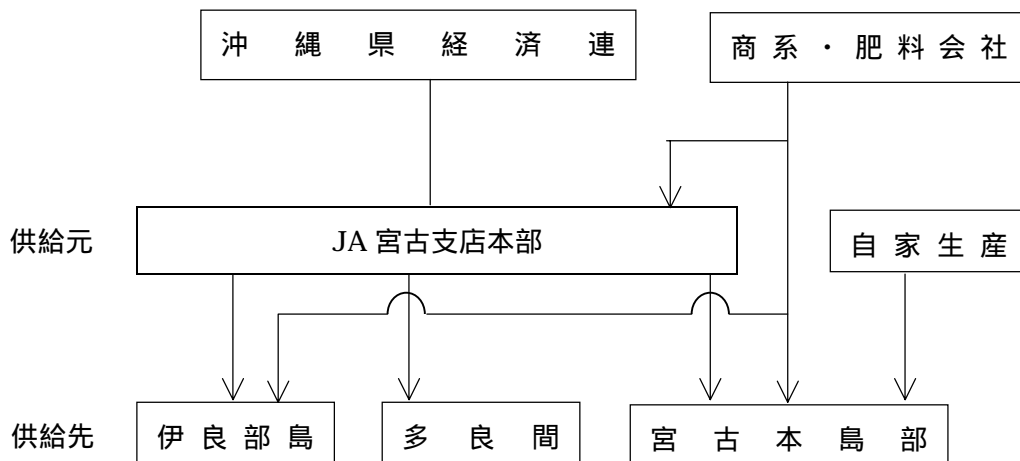 沖縄県経済連
商系・肥料会社
供給元
JA宮古支店本部
自家生産
供給先
伊良部島
多良間
宮古本島部